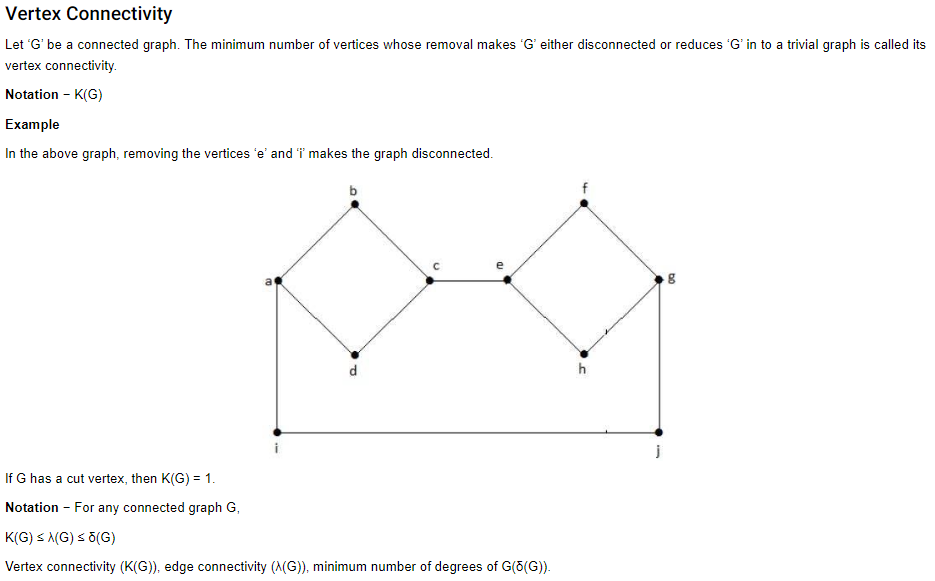 Vertex Connectivity
Let 'G' be a connected graph. The minimum number of vertices whose removal makes 'G' either disconnected or reduces 'G' in to a trivial graph is called its
vertex connectivity.
Notation − K(G)
Example
In the above graph, removing the vertices 'e' and 'i' makes the graph disconnected.
b f
c e
a g
d h
i j
If G has a cut vertex, then K(G) = 1.
Notation − For any connected graph G,
K(G) ≤ λ(G) ≤ δ(G)
Vertex connectivity (K(G)), edge connectivity (λ(G)), minimum number of degrees of G(δ(G)).